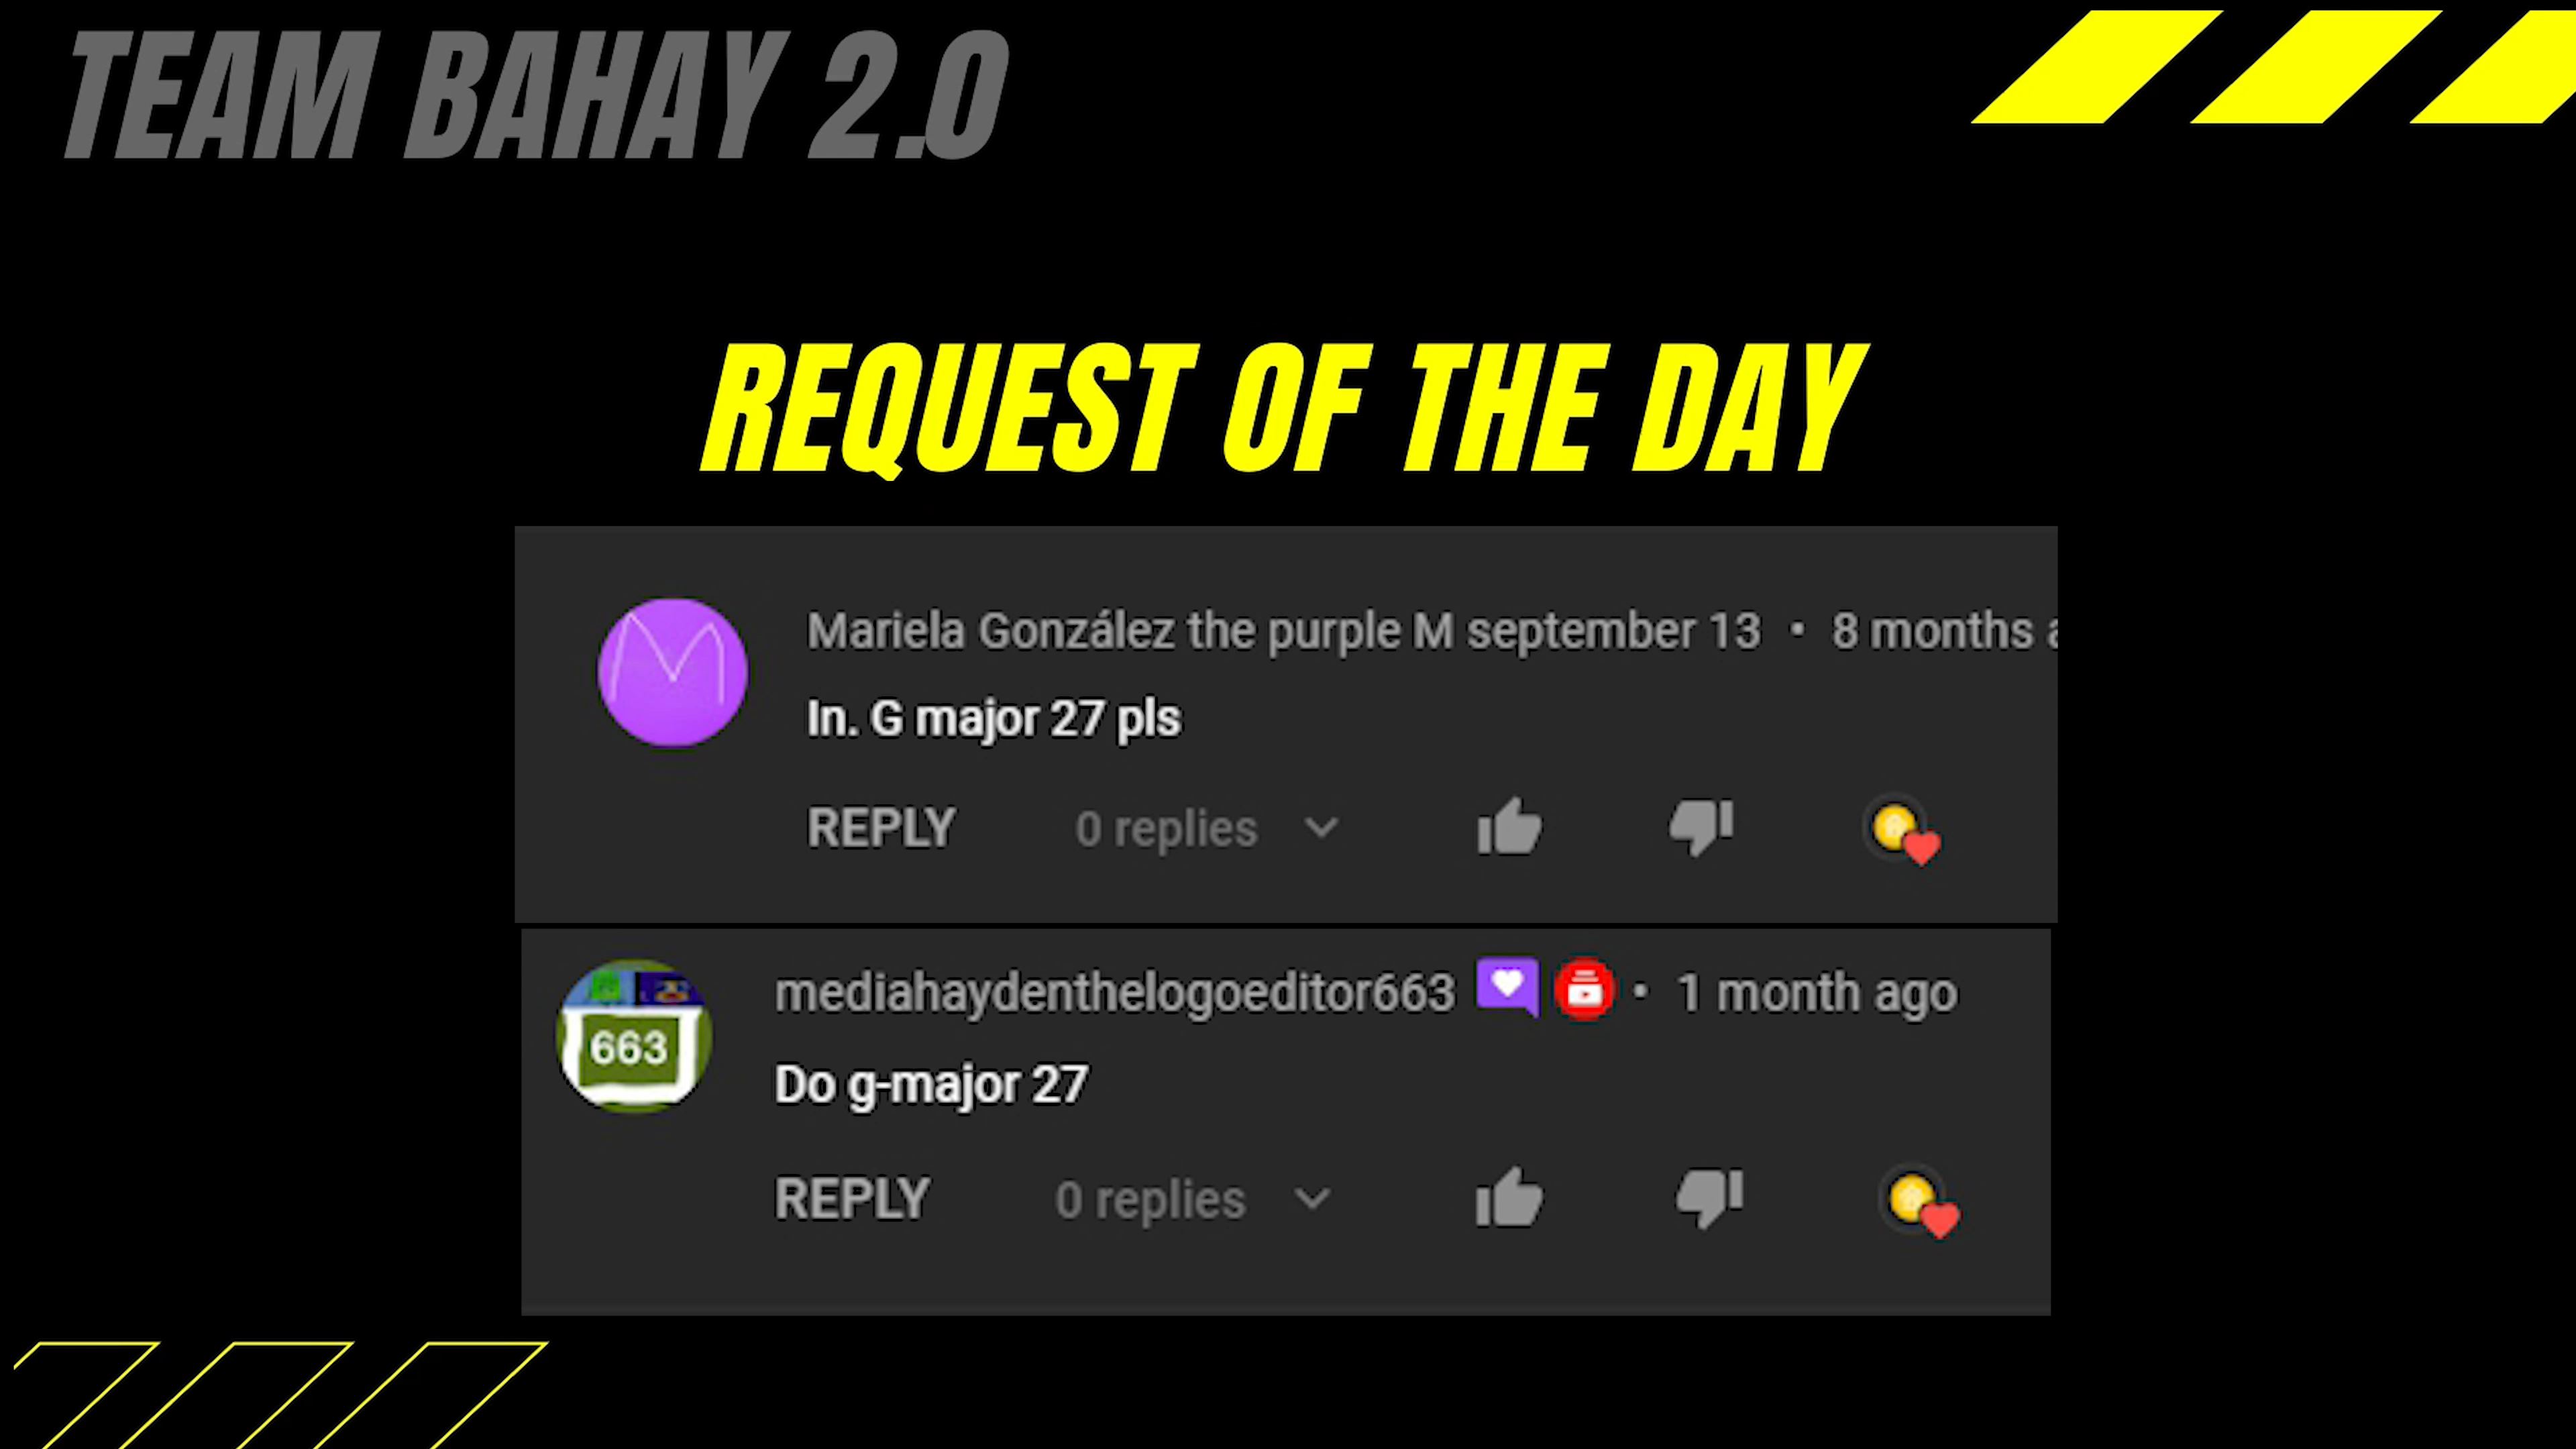 TEAM BAHAY 2.0
REQUEST OF THE DAY
Mariela González the purple M september 13 • 8 months a
In. G major 27 pls
REPLY 0 replies
663
mediahaydenthelogoeditor663 • 1 month ago
Do g-major 27
REPLY 0 replies